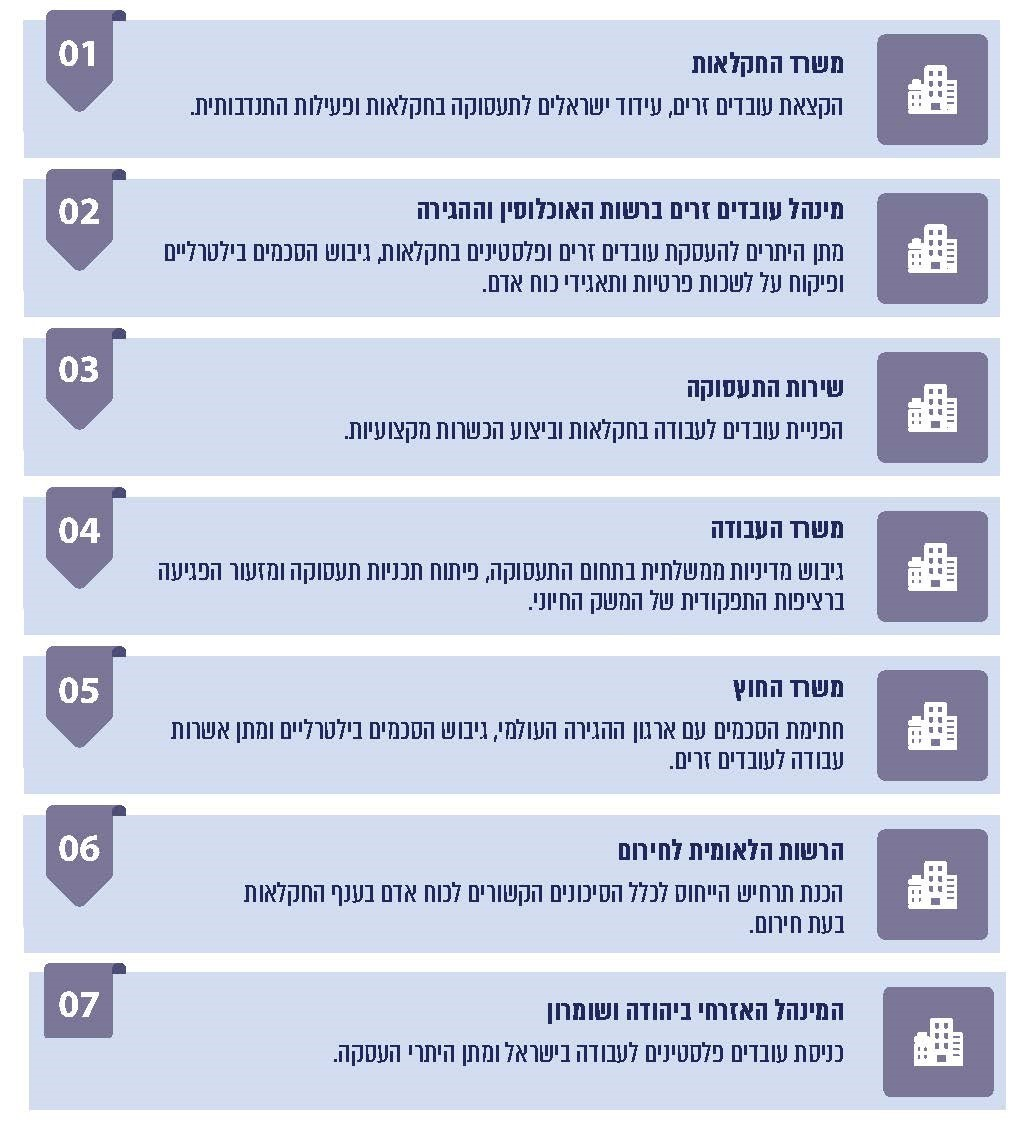 01
משרד החקלאות
הקצאת עובדים זרים, עידוד ישראלים לתעסוקה בחקלאות ופעילות התנדבותית.
02
מינהל עובדים זרים ברשות האוכלוסין וההגירה
מתן היתרים להעסקת עובדים זרים ופלסטינים בחקלאות, גיבוש הסכמים בילטרליים
ופיקוח על לשכות פרטיות ותאגידי כוח אדם.
03
שירות התעסוקה
הפניית עובדים לעבודה בחקלאות וביצוע הכשרות מקצועיות.
04
משרד העבודה
גיבוש מדיניות ממשלתית בתחום התעסוקה, פיתוח תכניות תעסוקה ומזעור הפגיעה
ברציפות התפקודית של המשק החיוני.
05
משרד החוץ
חתימת הסכמים עם ארגון ההגירה העולמי, גיבוש הסכמים בילטרליים ומתן אשרות
עבודה לעובדים זרים.
06
הרשות הלאומית לחירום
הכנת תרחיש הייחוס לכלל הסיכונים הקשורים לכוח אדם בענף החקלאות
בעת חירום.
07
המינהל האזרחי ביהודה ושומרון
כניסת עובדים פלסטינים לעבודה בישראל ומתן היתרי העסקה.